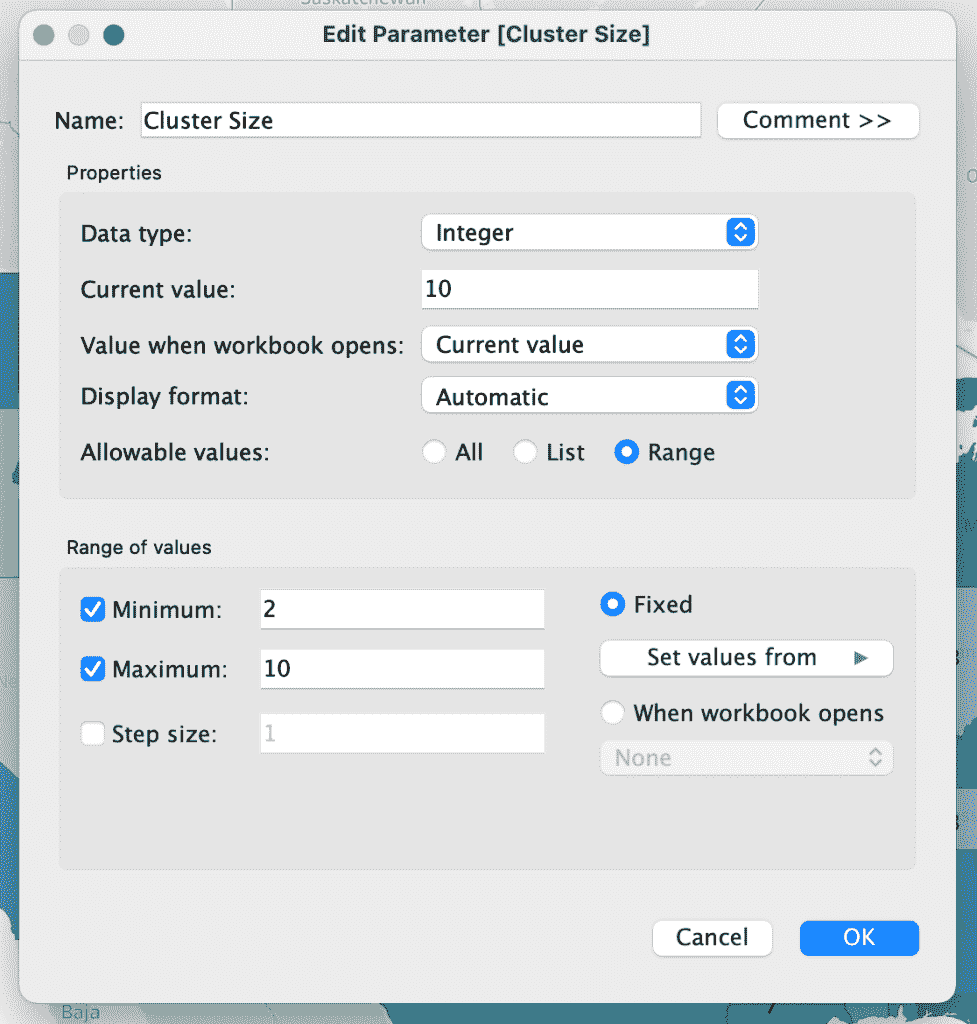 Saskatchewan
Edit Parameter [Cluster Size]
Name: Cluster Size Comment >>
Properties
Data type: Integer
Current value: 10
Value when workbook opens: Current value
Display format: Automatic
Allowable values: All List Range
Range of values
Minimum: 2 Fixed
Maximum: 10 Set values from
Step size: 1 When workbook opens
None
Cancel OK
Baja